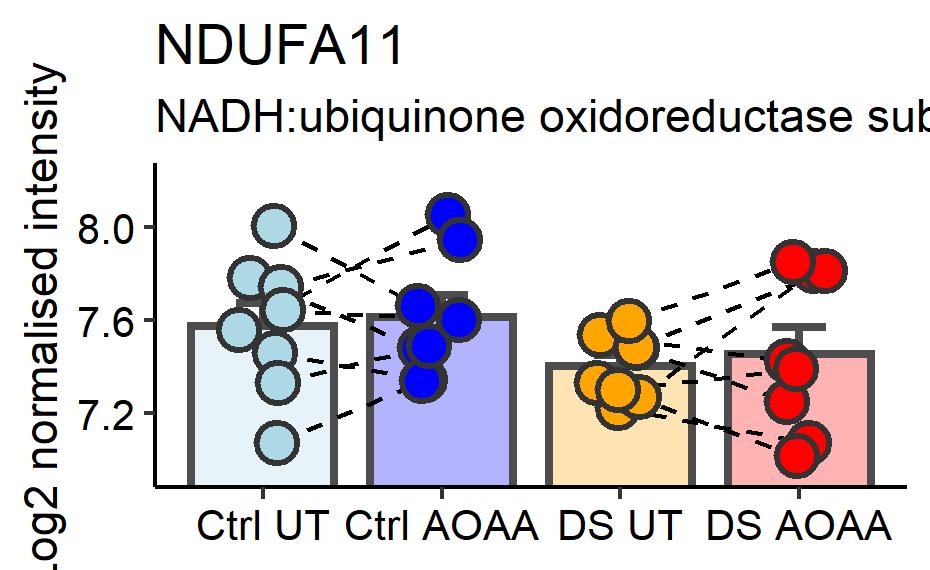 NDUFA11
NADH:ubiquinone oxidoreductase sub
Log2 normalised intensity
8.0
7.6
7.2
Ctrl UT Ctrl AOAA DS UT DS AOAA